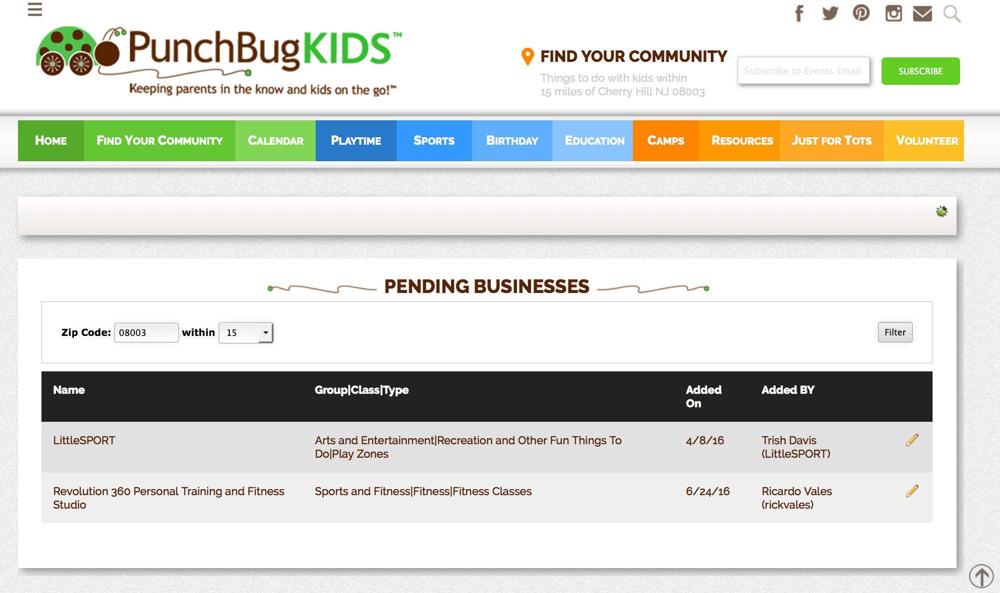 PunchBugKIDS™
Keeping parents in the know and kids on the go!℠
FIND YOUR COMMUNITY
Things to do with kids within
15 miles of Cherry Hill NJ 08003
Subscribe to Events Email
SUBSCRIBE
HOME FIND YOUR COMMUNITY CALENDAR PLAYTIME SPORTS BIRTHDAY EDUCATION CAMPS RESOURCES JUST FOR TOTS VOLUNTEER
PENDING BUSINESSES
Zip Code: 08003 within 15 Filter
Name Group|Class|Type Added On Added BY
LittleSPORT
Arts and Entertainment|Recreation and Other Fun Things To
Do|Play Zones
4/8/16
Trish Davis
(LittleSPORT)
Revolution 360 Personal Training and Fitness
Studio
Sports and Fitness|Fitness|Fitness Classes
6/24/16
Ricardo Vales
(rickvales)